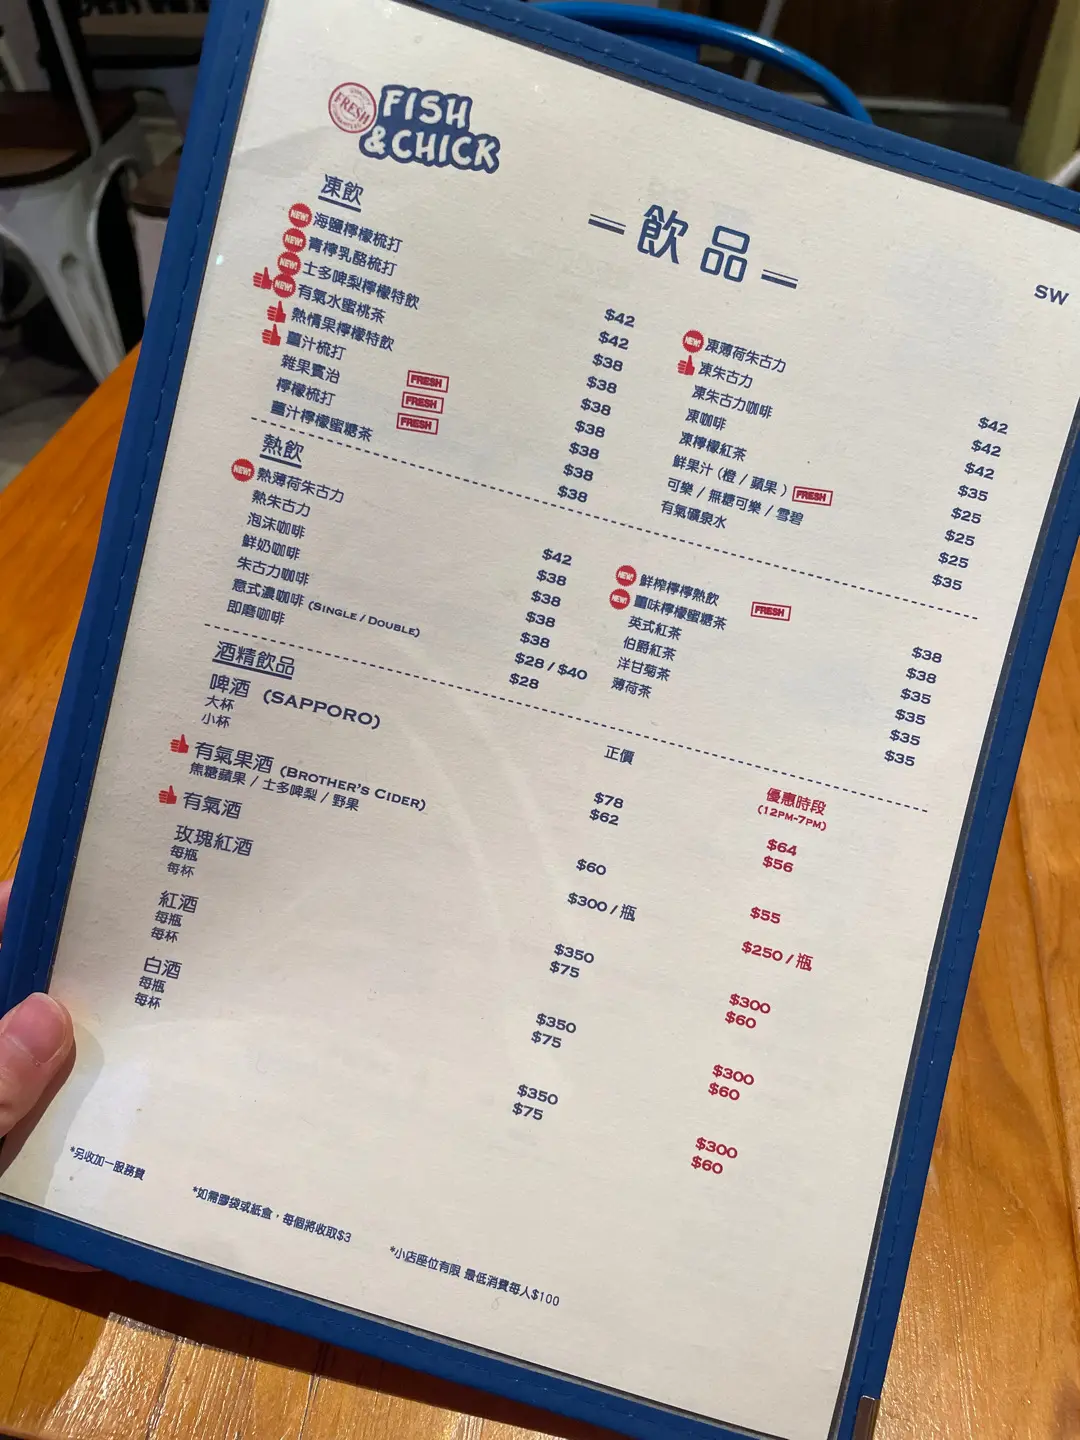 QUALITY
FRESH
FISH
&CHICK
=飲品=
SW
凍飲
NEW! 海鹽檸檬梳打 $42
NEW! 青檸乳酪梳打 $42
NEW! 士多啤梨檸檬特飲 $38
NEW! 有氣水蜜桃茶 $38
熱情果檸檬特飲 $38
薑汁梳打 $38
雜果賓治 FRESH $38
檸檬梳打 FRESH $38
薑汁檸檬蜜糖茶 FRESH $38
NEW! 凍薄荷朱古力 $42
凍朱古力 $42
凍朱古力咖啡 $42
凍咖啡 $35
凍檸檬紅茶 $25
鮮果汁 (橙 / 蘋果 ) FRESH $25
可樂 / 無糖可樂 / 雪碧 $25
有氣礦泉水 $35
熱飲
NEW! 熱薄荷朱古力 $42
熱朱古力 $38
泡沫咖啡 $38
鮮奶咖啡 $38
朱古力咖啡 $38
意式濃咖啡 (SINGLE / DOUBLE) $28 / $40
即磨咖啡 $28
NEW! 鮮榨檸檸熱飲 FRESH $38
NEW! 薑味檸檬蜜糖茶 $38
英式紅茶 $35
伯爵紅茶 $35
洋甘菊茶 $35
薄荷茶 $35
酒精飲品
正價
優惠時段
(12PM-7PM)
啤酒 (SAPPORO)
大杯 $78 $64
小杯 $62 $56
有氣果酒 (BROTHER'S CIDER) $60 $55
焦糖蘋果 / 士多啤梨 / 野果
有氣酒 $300 / 瓶 $250 / 瓶
玫瑰紅酒
每瓶 $350 $300
每杯 $75 $60
紅酒
每瓶 $350 $300
每杯 $75 $60
白酒
每瓶 $350 $300
每杯 $75 $60
*另收加一服務費
*如需膠袋或紙盒，每個將收取$3
*小店座位有限 最低消費每人$100